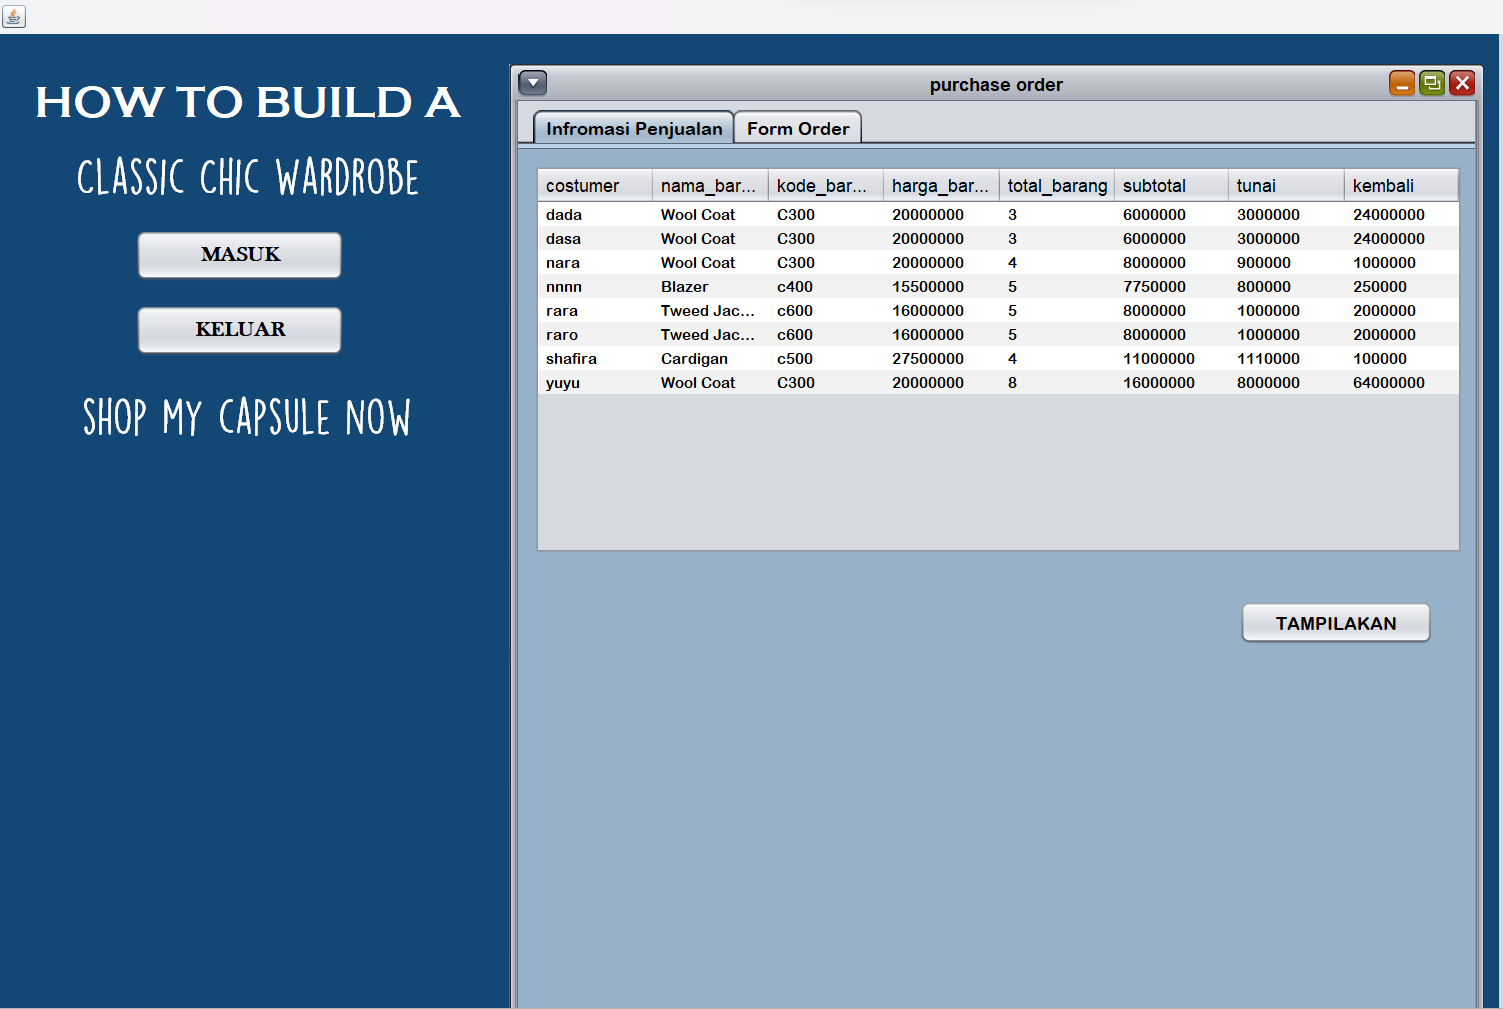 HOW TO BUILD A
CLASSIC CHIC WARDROBE
MASUK
KELUAR
SHOP MY CAPSULE NOW
purchase order
Infromasi Penjualan Form Order
costumer nama_bar... kode_bar... harga_bar... total_barang subtotal tunai kembali
dada Wool Coat C300 20000000 3 6000000 3000000 24000000
dasa Wool Coat C300 20000000 3 6000000 3000000 24000000
nara Wool Coat C300 20000000 4 8000000 900000 1000000
nnnn Blazer c400 15500000 5 7750000 800000 250000
rara Tweed Jac... c600 16000000 5 8000000 1000000 2000000
raro Tweed Jac... c600 16000000 5 8000000 1000000 2000000
shafira Cardigan c500 27500000 4 11000000 1110000 100000
yuyu Wool Coat C300 20000000 8 16000000 8000000 64000000
TAMPILAKAN